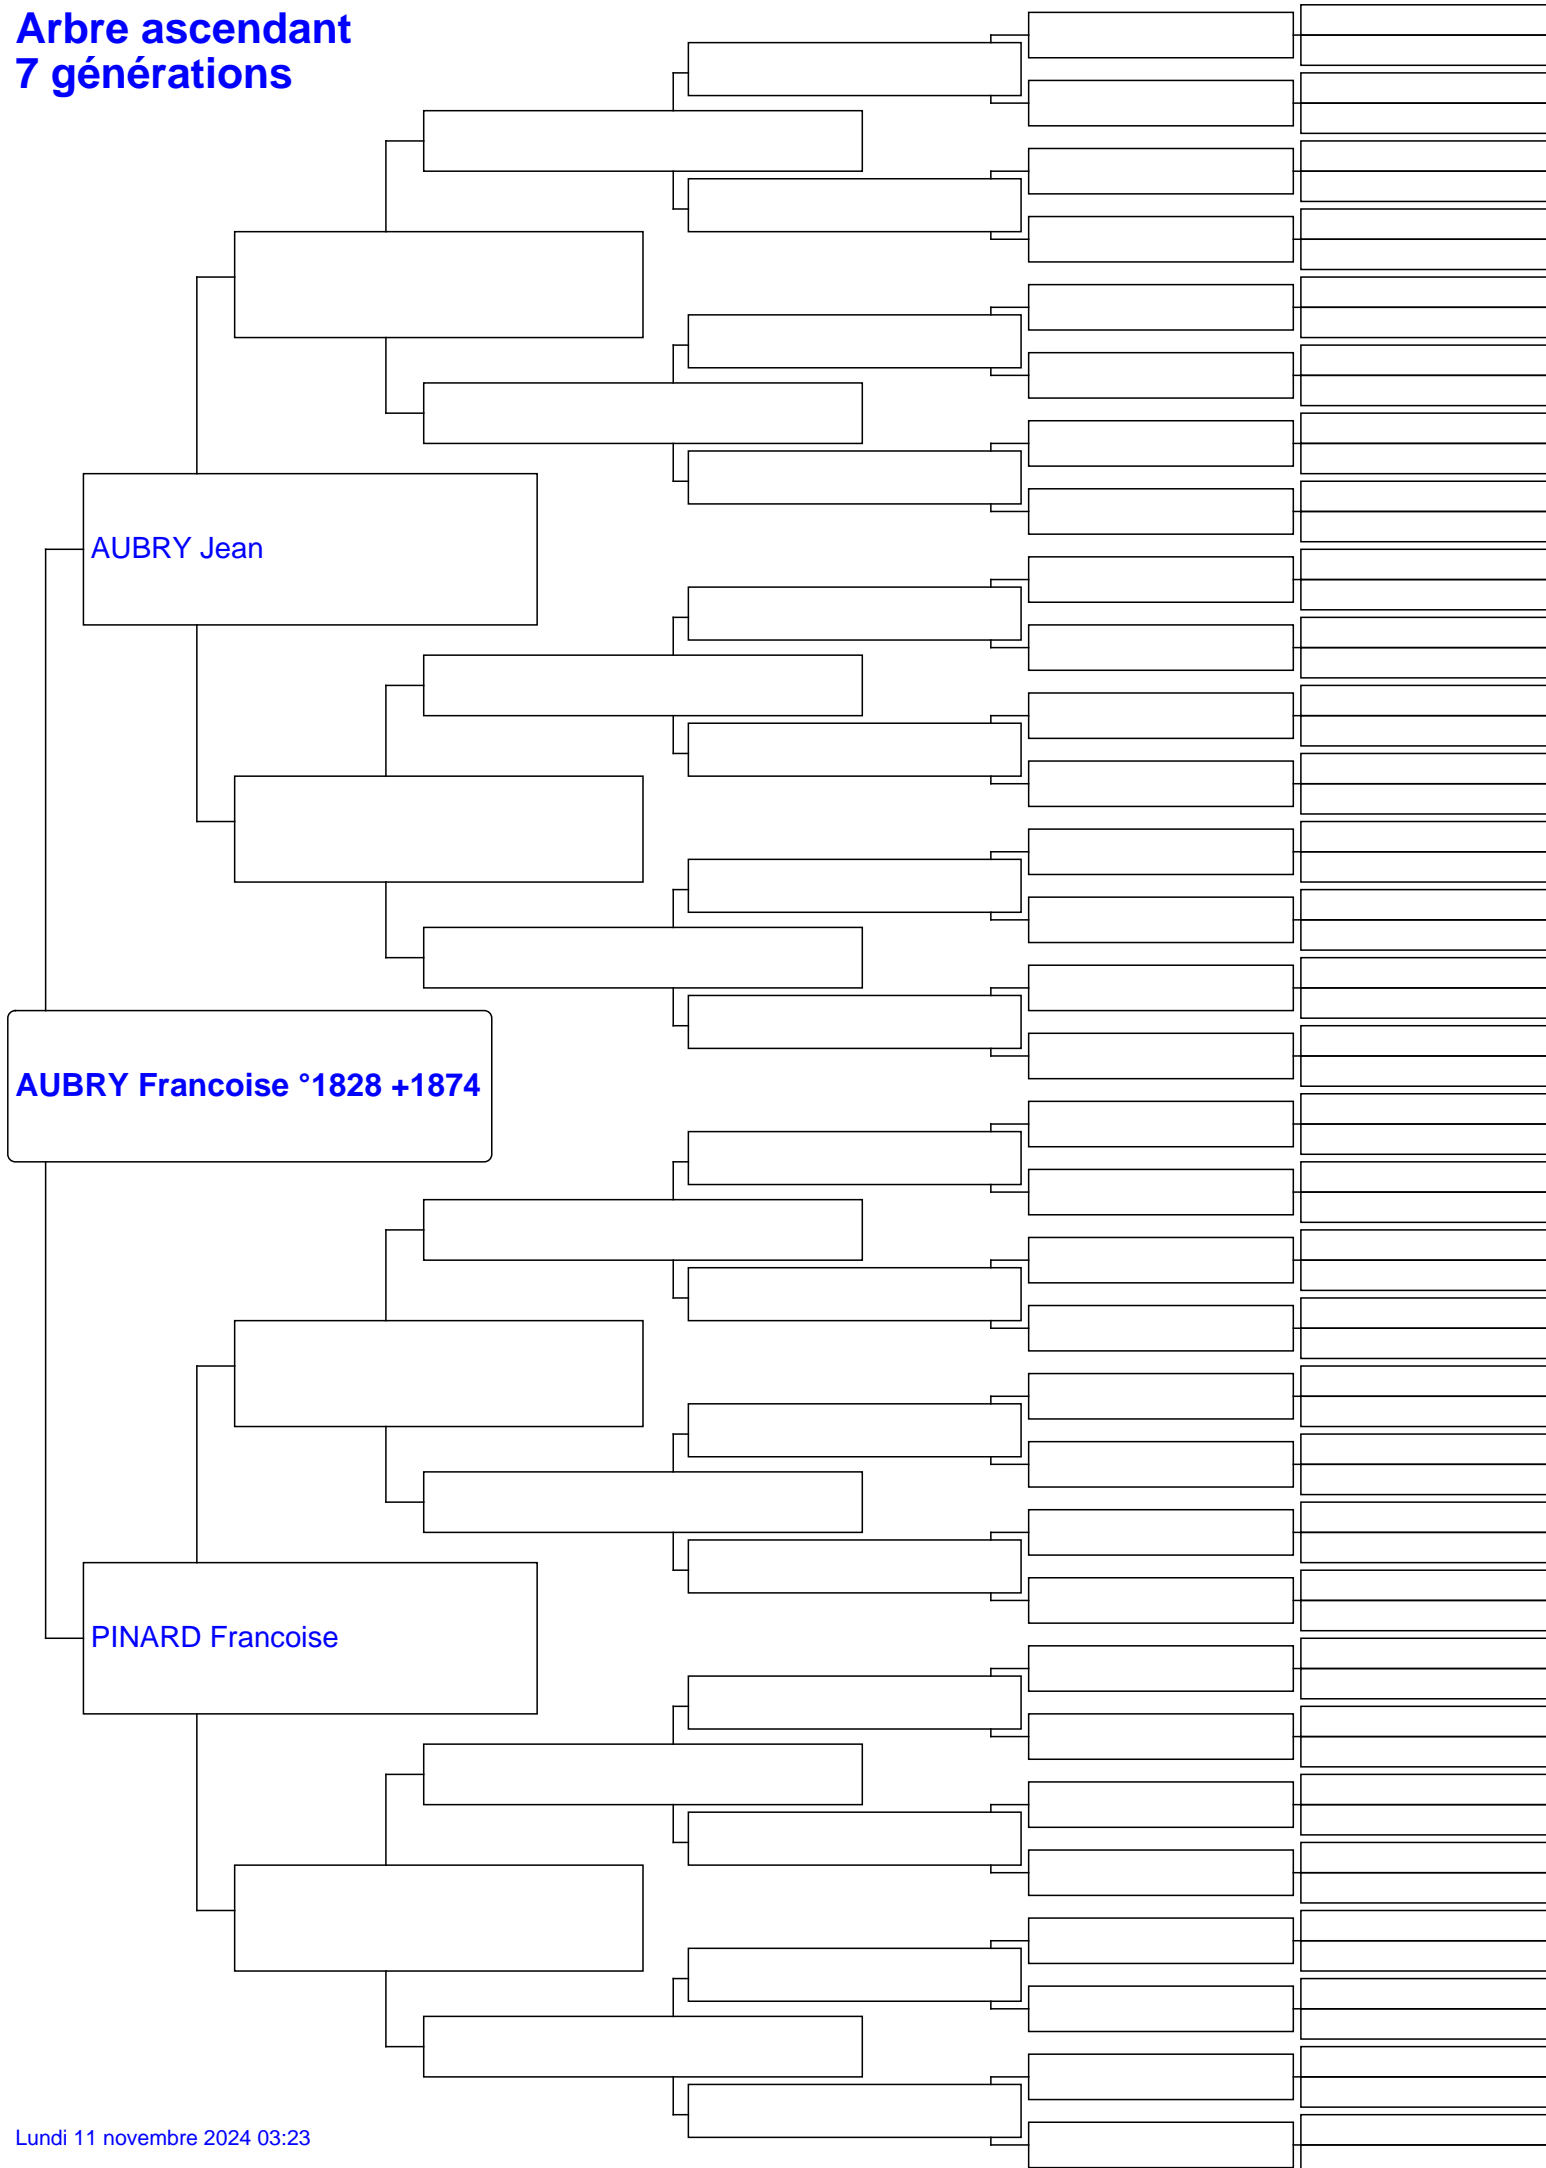 Arbre ascendant
7 générations
AUBRY Jean
AUBRY Francoise °1828 +1874
PINARD Francoise
Lundi 11 novembre 2024 03:23